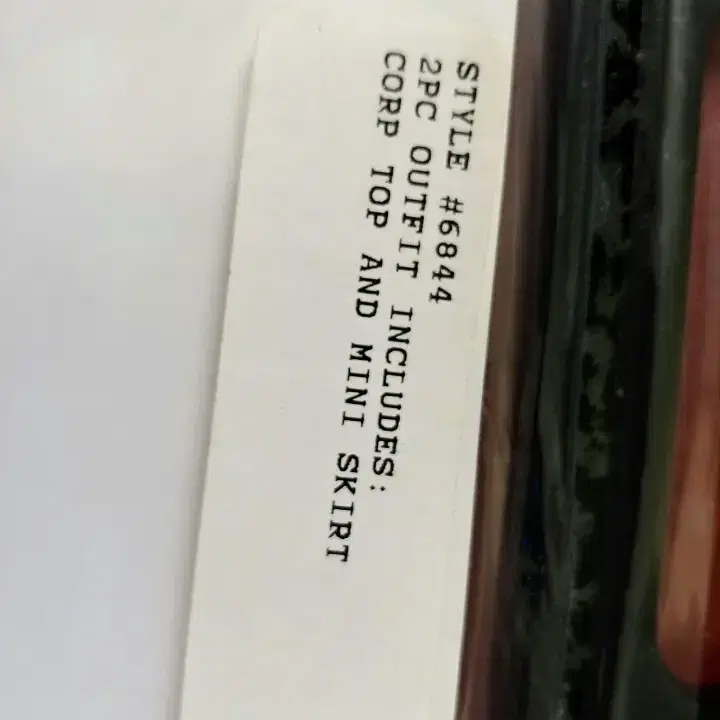 STYLE #6844
2PC OUTFIT INCLUDES:
CORP TOP AND MINI SKIRT